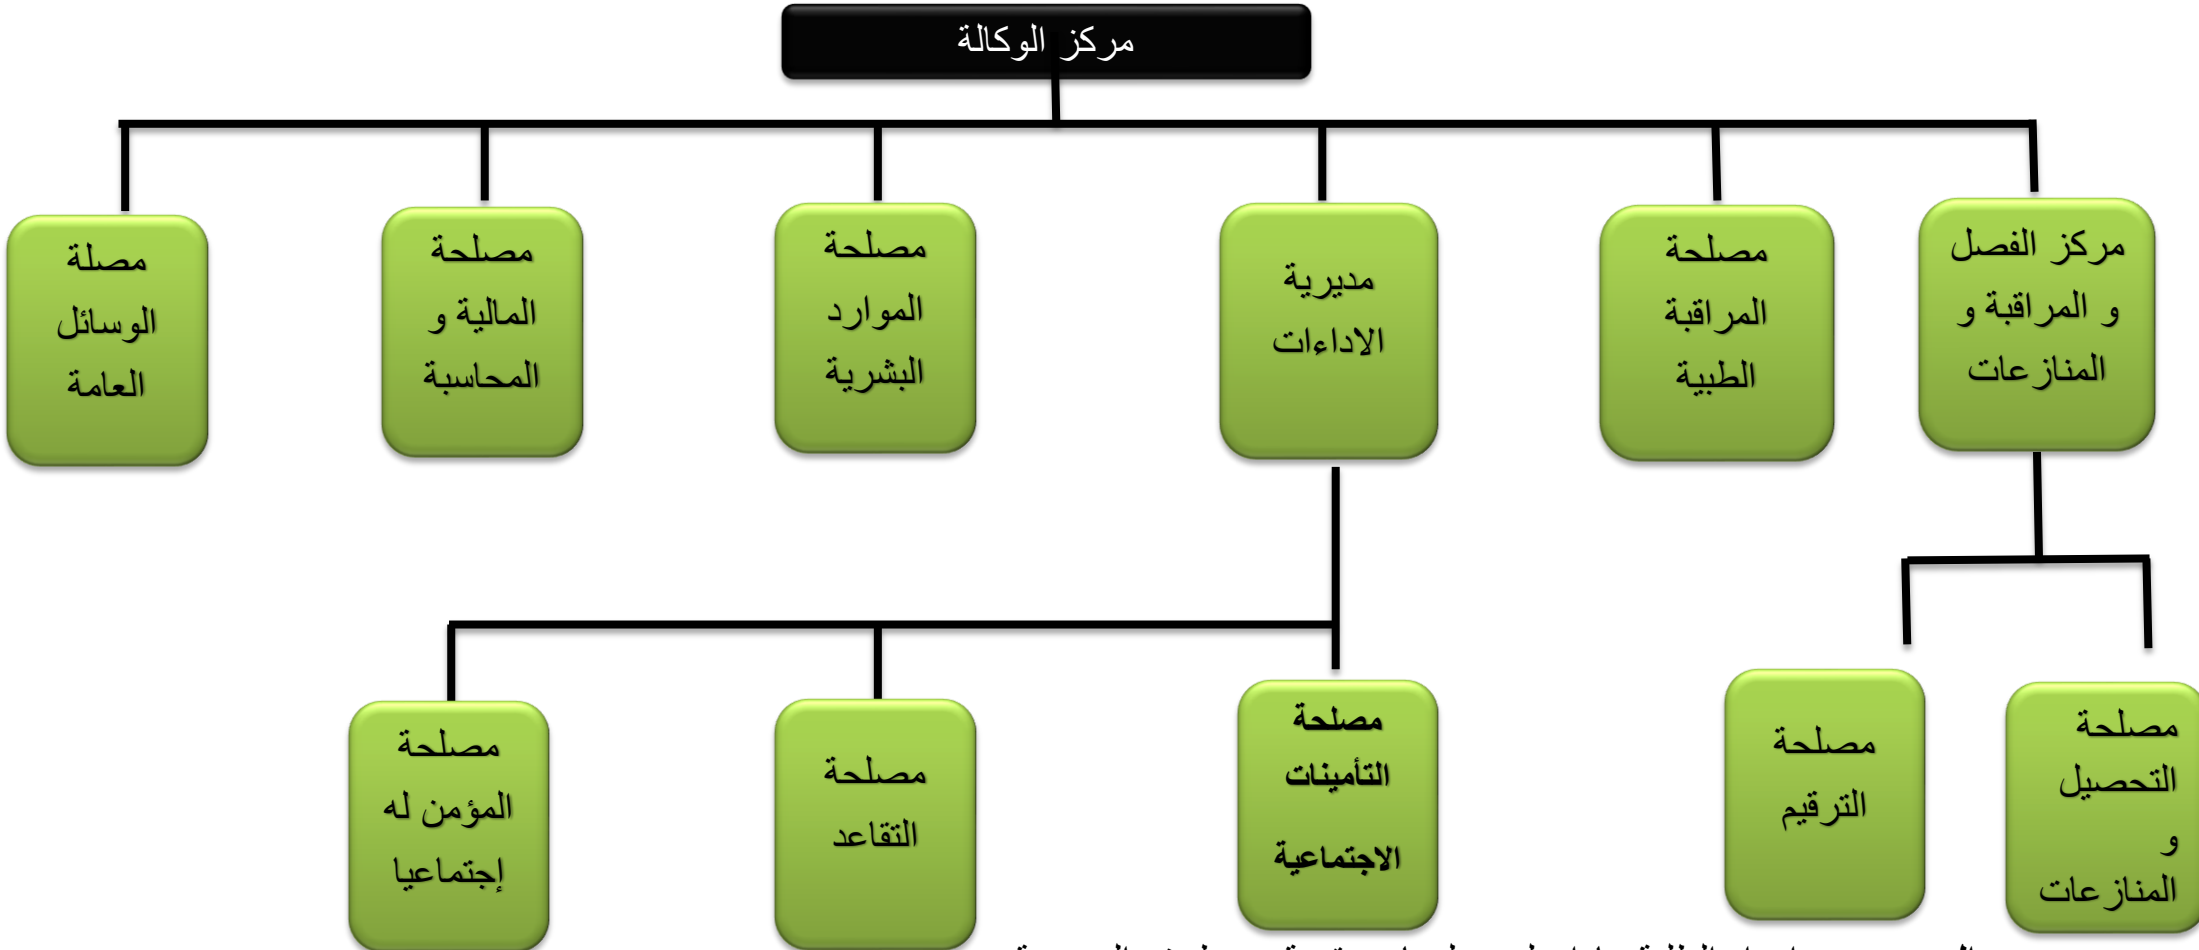 مركز الوكالة
مركز الفصل
و المراقبة و
المنازعات
مصلحة
المراقبة
الطبية
مديرية
الاداءات
مصلحة
الموارد
البشرية
مصلحة
المالية و
المحاسبة
مصلة
الوسائل
العامة
مصلحة
التحصيل
و
المنازعات
مصلحة
الترقيم
مصلحة
التأمينات
الاجتماعية
مصلحة
التقاعد
مصلحة
المؤمن له
إجتماعيا